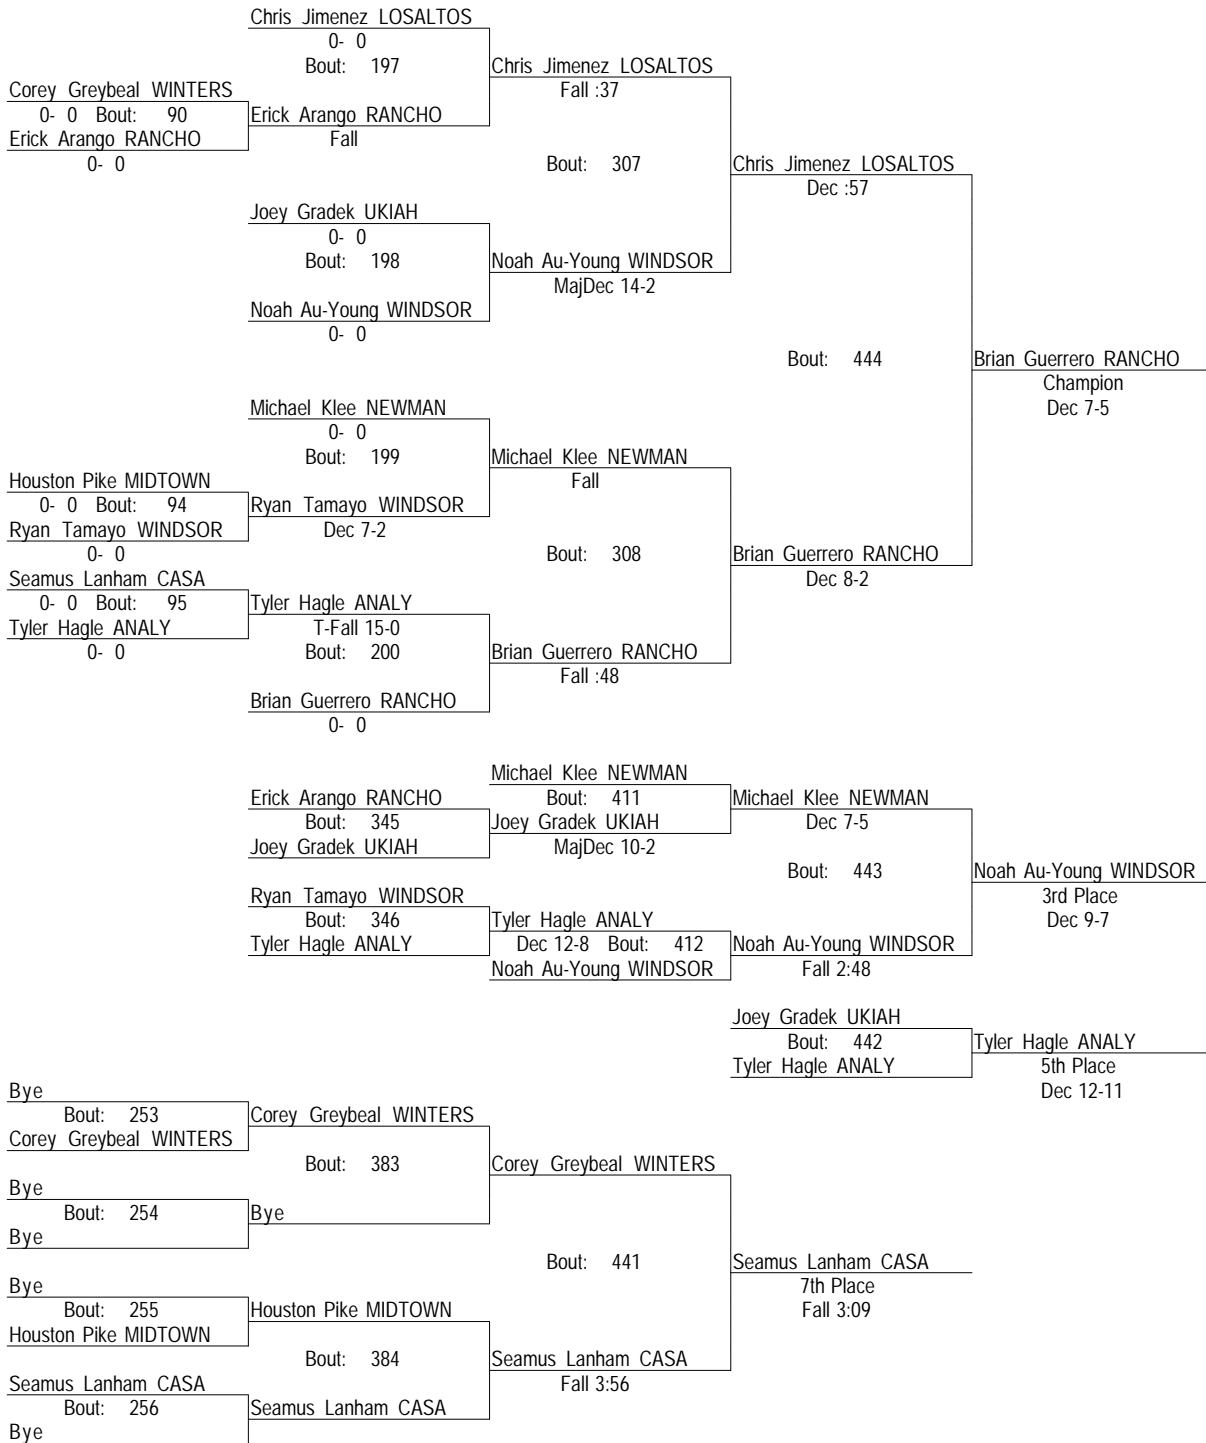 Chris Jimenez LOSALTOS
0- 0
Bout: 197
Chris Jimenez LOSALTOS
Fall :37
Corey Greybeal WINTERS
0- 0 Bout: 90
Erick Arango RANCHO
Erick Arango RANCHO
Fall
0- 0
Bout: 307
Chris Jimenez LOSALTOS
Dec :57
Joey Gradek UKIAH
0- 0
Bout: 198
Noah Au-Young WINDSOR
MajDec 14-2
Noah Au-Young WINDSOR
0- 0
Bout: 444
Brian Guerrero RANCHO
Champion
Dec 7-5
Michael Klee NEWMAN
0- 0
Bout: 199
Michael Klee NEWMAN
Fall
Houston Pike MIDTOWN
0- 0 Bout: 94
Ryan Tamayo WINDSOR
Ryan Tamayo WINDSOR
Dec 7-2
0- 0
Bout: 308
Brian Guerrero RANCHO
Dec 8-2
Seamus Lanham CASA
0- 0 Bout: 95
Tyler Hagle ANALY
Tyler Hagle ANALY
T-Fall 15-0
0- 0
Bout: 200
Brian Guerrero RANCHO
Fall :48
Brian Guerrero RANCHO
0- 0
Michael Klee NEWMAN
Erick Arango RANCHO
Bout: 411
Michael Klee NEWMAN
Bout: 345
Joey Gradek UKIAH
Dec 7-5
Joey Gradek UKIAH
MajDec 10-2
Bout: 443
Noah Au-Young WINDSOR
3rd Place
Dec 9-7
Ryan Tamayo WINDSOR
Bout: 346
Tyler Hagle ANALY
Tyler Hagle ANALY
Dec 12-8 Bout: 412
Noah Au-Young WINDSOR
Noah Au-Young WINDSOR
Fall 2:48
Joey Gradek UKIAH
Bout: 442
Tyler Hagle ANALY
Tyler Hagle ANALY
5th Place
Dec 12-11
Bye
Bout: 253
Corey Greybeal WINTERS
Corey Greybeal WINTERS
Bout: 383
Corey Greybeal WINTERS
Bye
Bout: 254
Bye
Bye
Bout: 441
Seamus Lanham CASA
7th Place
Fall 3:09
Bye
Bout: 255
Houston Pike MIDTOWN
Houston Pike MIDTOWN
Bout: 384
Seamus Lanham CASA
Fall 3:56
Seamus Lanham CASA
Bout: 256
Seamus Lanham CASA
Bye